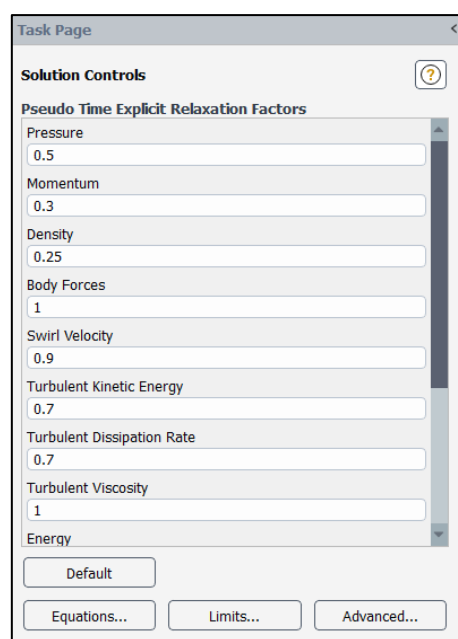 Task Page
<
Solution Controls
?
Pseudo Time Explicit Relaxation Factors
Pressure
0.5
Momentum
0.3
Density
0.25
Body Forces
1
Swirl Velocity
0.9
Turbulent Kinetic Energy
0.7
Turbulent Dissipation Rate
0.7
Turbulent Viscosity
1
Energy
Default
Equations... Limits... Advanced...